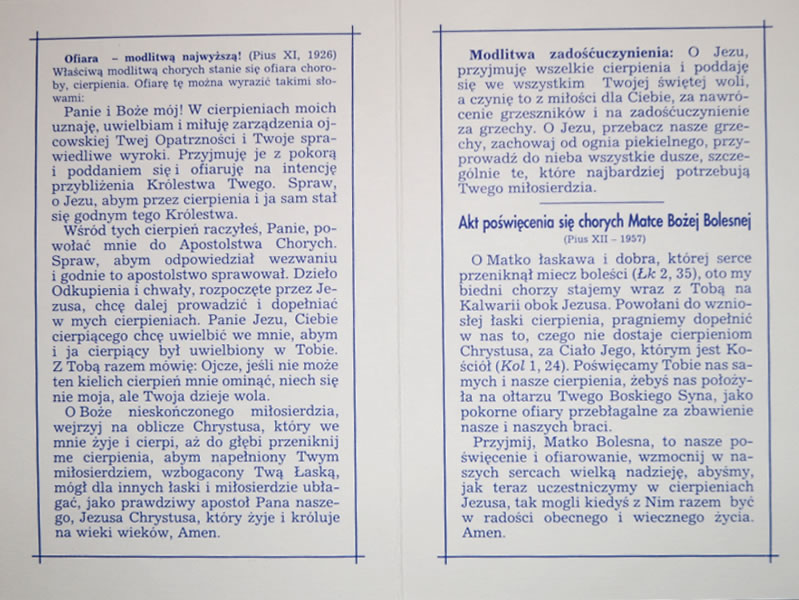 Ofiara – modlitwą najwyższą! (Pius XI, 1926)
Właściwą modlitwą chorych stanie się ofiara choro-
by, cierpienia. Ofiarę tę można wyrazić takimi sło-
wami:
Panie i Boże mój! W cierpieniach moich
uznaję, uwielbiam i miłuję zarządzenia oj-
cowskiej Twej Opatrzności i Twoje spra-
wiedliwe wyroki. Przyjmuję je z pokorą
i poddaniem się i ofiaruję na intencję
przybliżenia Królestwa Twego. Spraw,
o Jezu, abym przez cierpienia i ja sam stał
się godnym tego Królestwa.
Wśród tych cierpień raczyłeś, Panie, po-
wołać mnie do Apostolstwa Chorych.
Spraw, abym odpowiedział wezwaniu
i godnie to apostolstwo sprawował. Dzieło
Odkupienia i chwały, rozpoczęte przez Je-
zusa, chcę dalej prowadzić i dopełniać
w mych cierpieniach. Panie Jezu, Ciebie
cierpiącego chcę uwielbić we mnie, abym
i ja cierpiący był uwielbiony w Tobie.
Z Tobą razem mówię: Ojcze, jeśli nie może
ten kielich cierpień mnie ominąć, niech się
nie moja, ale Twoja dzieje wola.
O Boże nieskończonego miłosierdzia,
wejrzyj na oblicze Chrystusa, który we
mnie żyje i cierpi, aż do głębi przeniknij
me cierpienia, abym napełniony Twym
miłosierdziem, wzbogacony Twą Łaską,
mógł dla innych łaski i miłosierdzie ubła-
gać, jako prawdziwy apostoł Pana nasze-
go, Jezusa Chrystusa, który żyje i króluje
na wieki wieków, Amen.
Modlitwa zadośćuczynienia: O Jezu,
przyjmuję wszelkie cierpienia i poddaję
się we wszystkim Twojej świętej woli,
a czynię to z miłości dla Ciebie, za nawró-
cenie grzeszników i na zadośćuczynienie
za grzechy. O Jezu, przebacz nasze grze-
chy, zachowaj od ognia piekielnego, przy-
prowadź do nieba wszystkie dusze, szcze-
gólnie te, które najbardziej potrzebują
Twego miłosierdzia.
Akt poświęcenia się chorych Matce Bożej Bolesnej
(Pius XII – 1957)
O Matko łaskawa i dobra, której serce
przeniknął miecz boleści (Łk 2, 35), oto my
biedni chorzy stajemy wraz z Tobą na
Kalwarii obok Jezusa. Powołani do wznio-
słej łaski cierpienia, pragniemy dopełnić
w nas to, czego nie dostaje cierpieniom
Chrystusa, za Ciało Jego, którym jest Ko-
ściół (Kol 1, 24). Poświęcamy Tobie nas sa-
mych i nasze cierpienia, żebyś nas położy-
ła na ołtarzu Twego Boskiego Syna, jako
pokorne ofiary przebłagalne za zbawienie
nasze i naszych braci.
Przyjmij, Matko Bolesna, to nasze po-
święcenie i ofiarowanie, wzmocnij w na-
szych sercach wielką nadzieję, abyśmy,
jak teraz uczestniczymy w cierpieniach
Jezusa, tak mogli kiedyś z Nim razem być
w radości obecnego i wiecznego życia.
Amen.